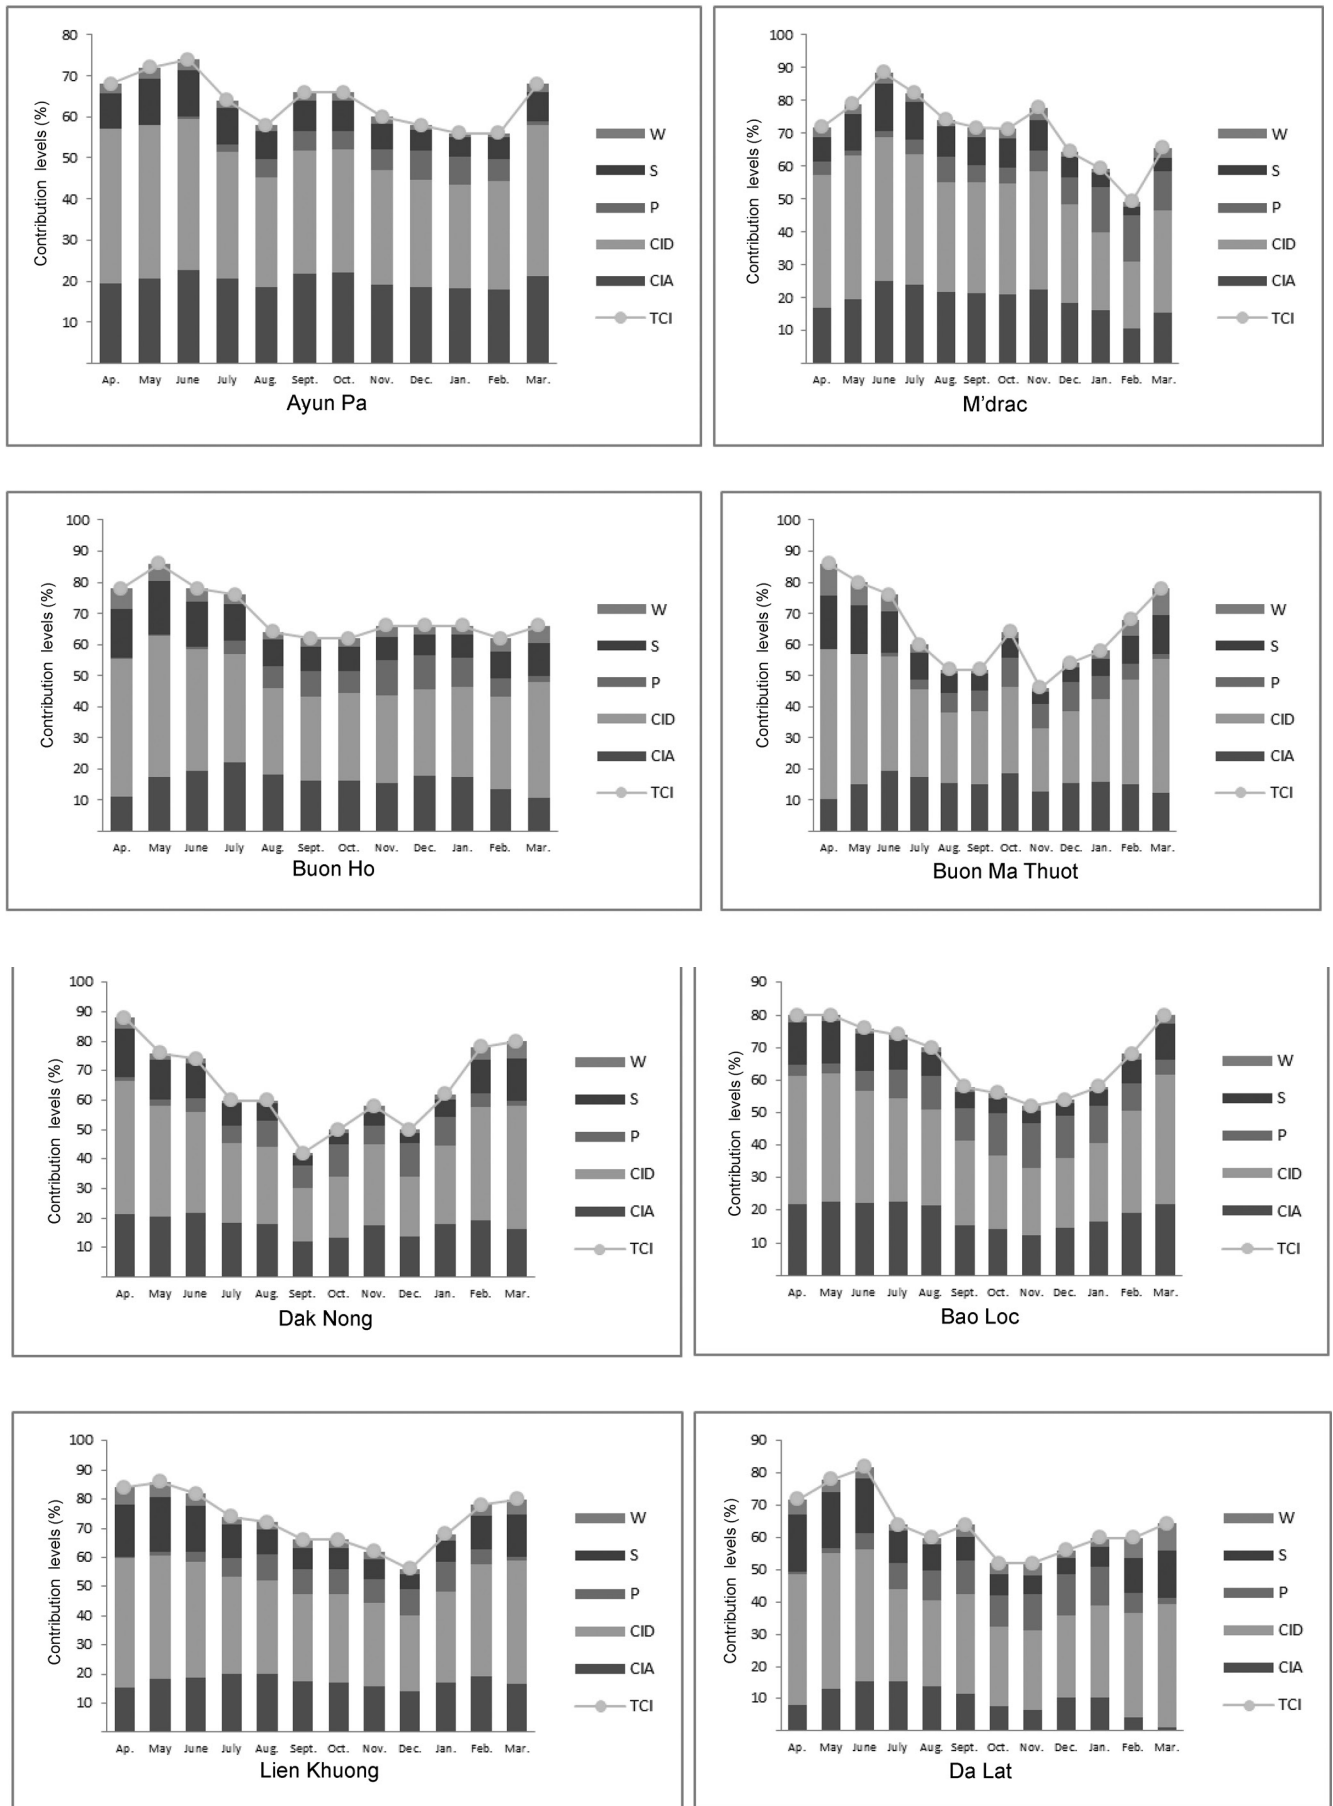 80
70
60
50
40
30
20
10
Contribution levels (%)
Ap. May June July Aug. Sept. Oct. Nov. Dec. Jan. Feb. Mar.
W
S
P
CID
CIA
TCI
Ayun Pa
100
90
80
70
60
50
40
30
20
10
Contribution levels (%)
Ap. May June July Aug. Sept. Oct. Nov. Dec. Jan. Feb. Mar.
W
S
P
CID
CIA
TCI
M'drac
100
90
80
70
60
50
40
30
20
10
Contribution levels (%)
Ap. May June July Aug. Sept. Oct. Nov. Dec. Jan. Feb. Mar.
W
S
P
CID
CIA
TCI
Buon Ho
100
90
80
70
60
50
40
30
20
10
Contribution levels (%)
Ap. May June July Aug. Sept. Oct. Nov. Dec. Jan. Feb. Mar.
W
S
P
CID
CIA
TCI
Buon Ma Thuot
100
90
80
70
60
50
40
30
20
10
Contribution levels (%)
Ap. May June July Aug. Sept. Oct. Nov. Dec. Jan. Feb. Mar.
W
S
P
CID
CIA
TCI
Dak Nong
90
80
70
60
50
40
30
20
10
Contribution levels (%)
Ap. May June July Aug. Sept. Oct. Nov. Dec. Jan. Feb. Mar.
W
S
P
CID
CIA
TCI
Bao Loc
100
90
80
70
60
50
40
30
20
10
Contribution levels (%)
Ap. May June July Aug. Sept. Oct. Nov. Dec. Jan. Feb. Mar.
W
S
P
CID
CIA
TCI
Lien Khuong
90
80
70
60
50
40
30
20
10
Contribution levels (%)
Ap. May June July Aug. Sept. Oct. Nov. Dec. Jan. Feb. Mar.
W
S
P
CID
CIA
TCI
Da Lat